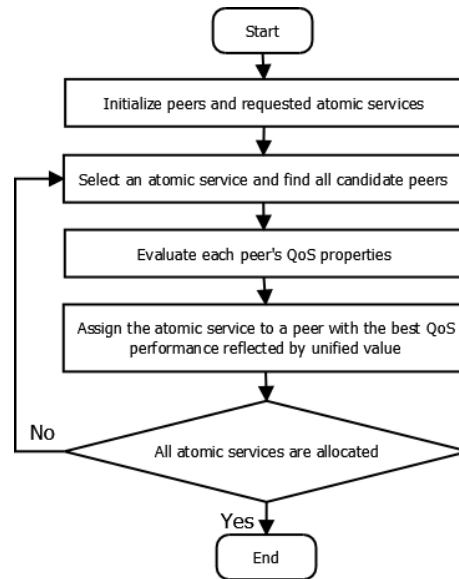 Start
Initialize peers and requested atomic services
Select an atomic service and find all candidate peers
Evaluate each peer's QoS properties
Assign the atomic service to a peer with the best QoS
performance reflected by unified value
No
All atomic services are allocated
Yes
End